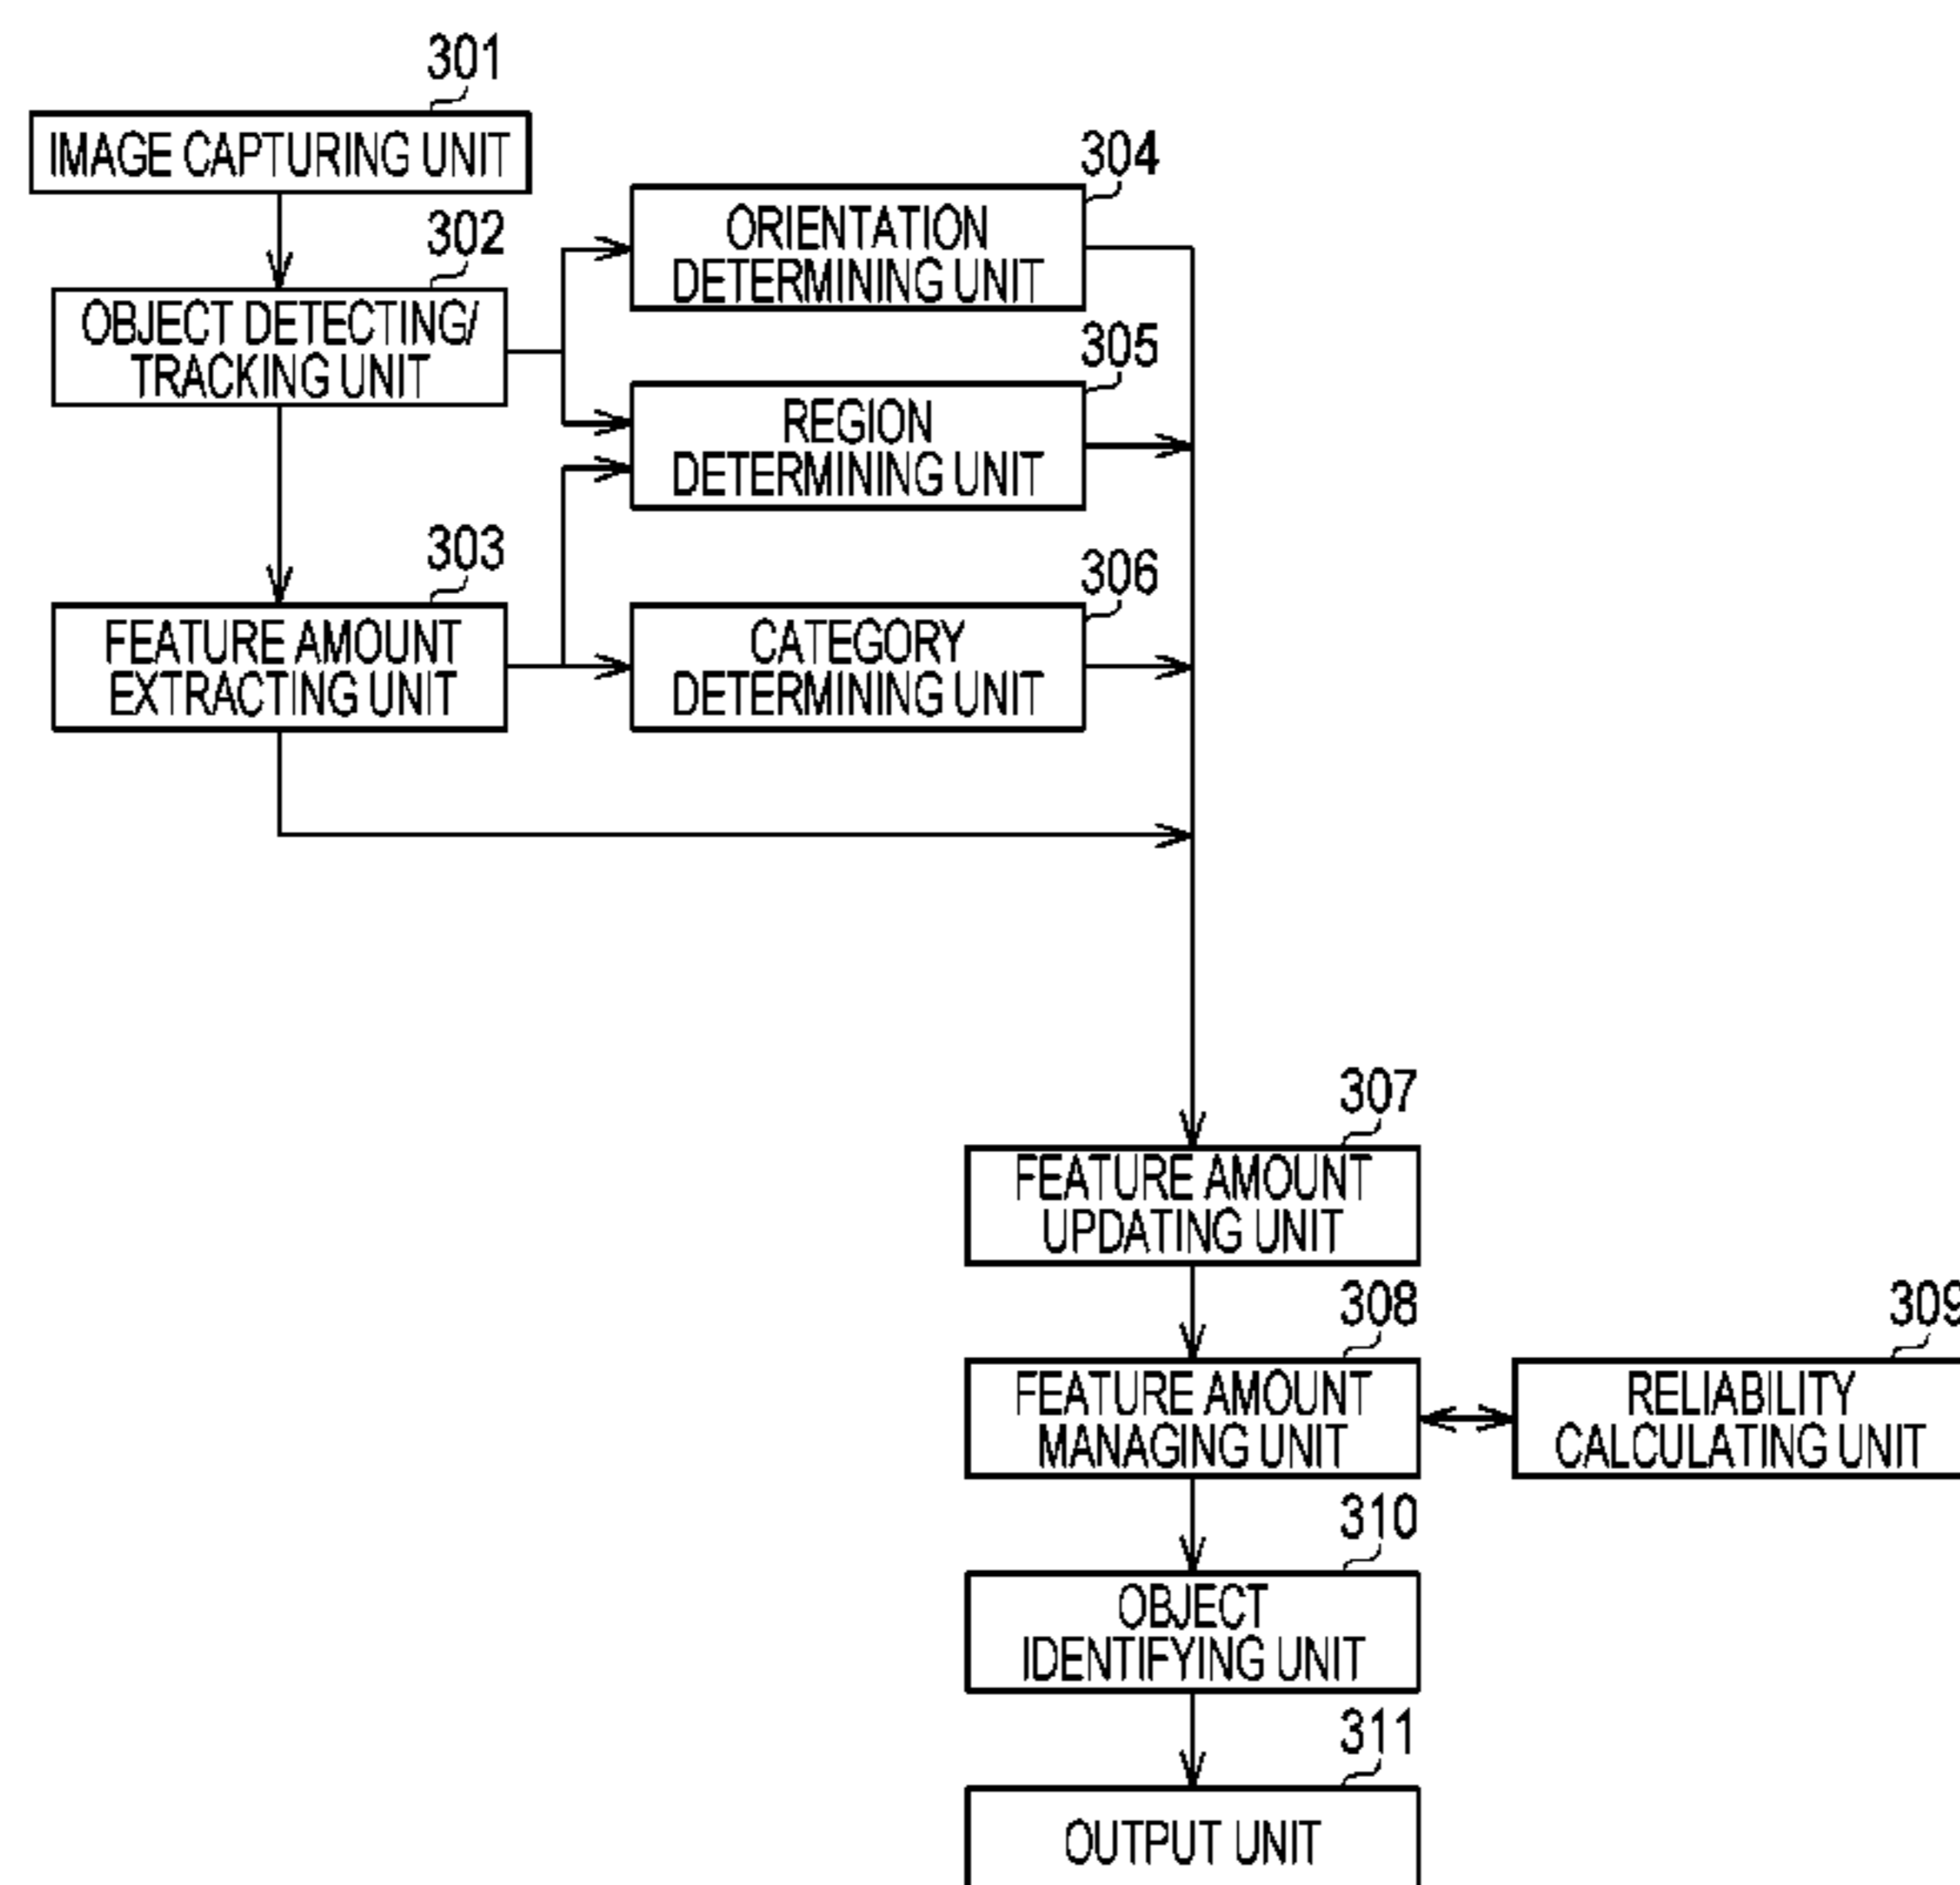 301
IMAGE CAPTURING UNIT
302
OBJECT DETECTING/
TRACKING UNIT
303
FEATURE AMOUNT
EXTRACTING UNIT
304
ORIENTATION
DETERMINING UNIT
305
REGION
DETERMINING UNIT
306
CATEGORY
DETERMINING UNIT
307
FEATURE AMOUNT
UPDATING UNIT
308
FEATURE AMOUNT
MANAGING UNIT
309
RELIABILITY
CALCULATING UNIT
310
OBJECT
IDENTIFYING UNIT
311
OUTPUT UNIT